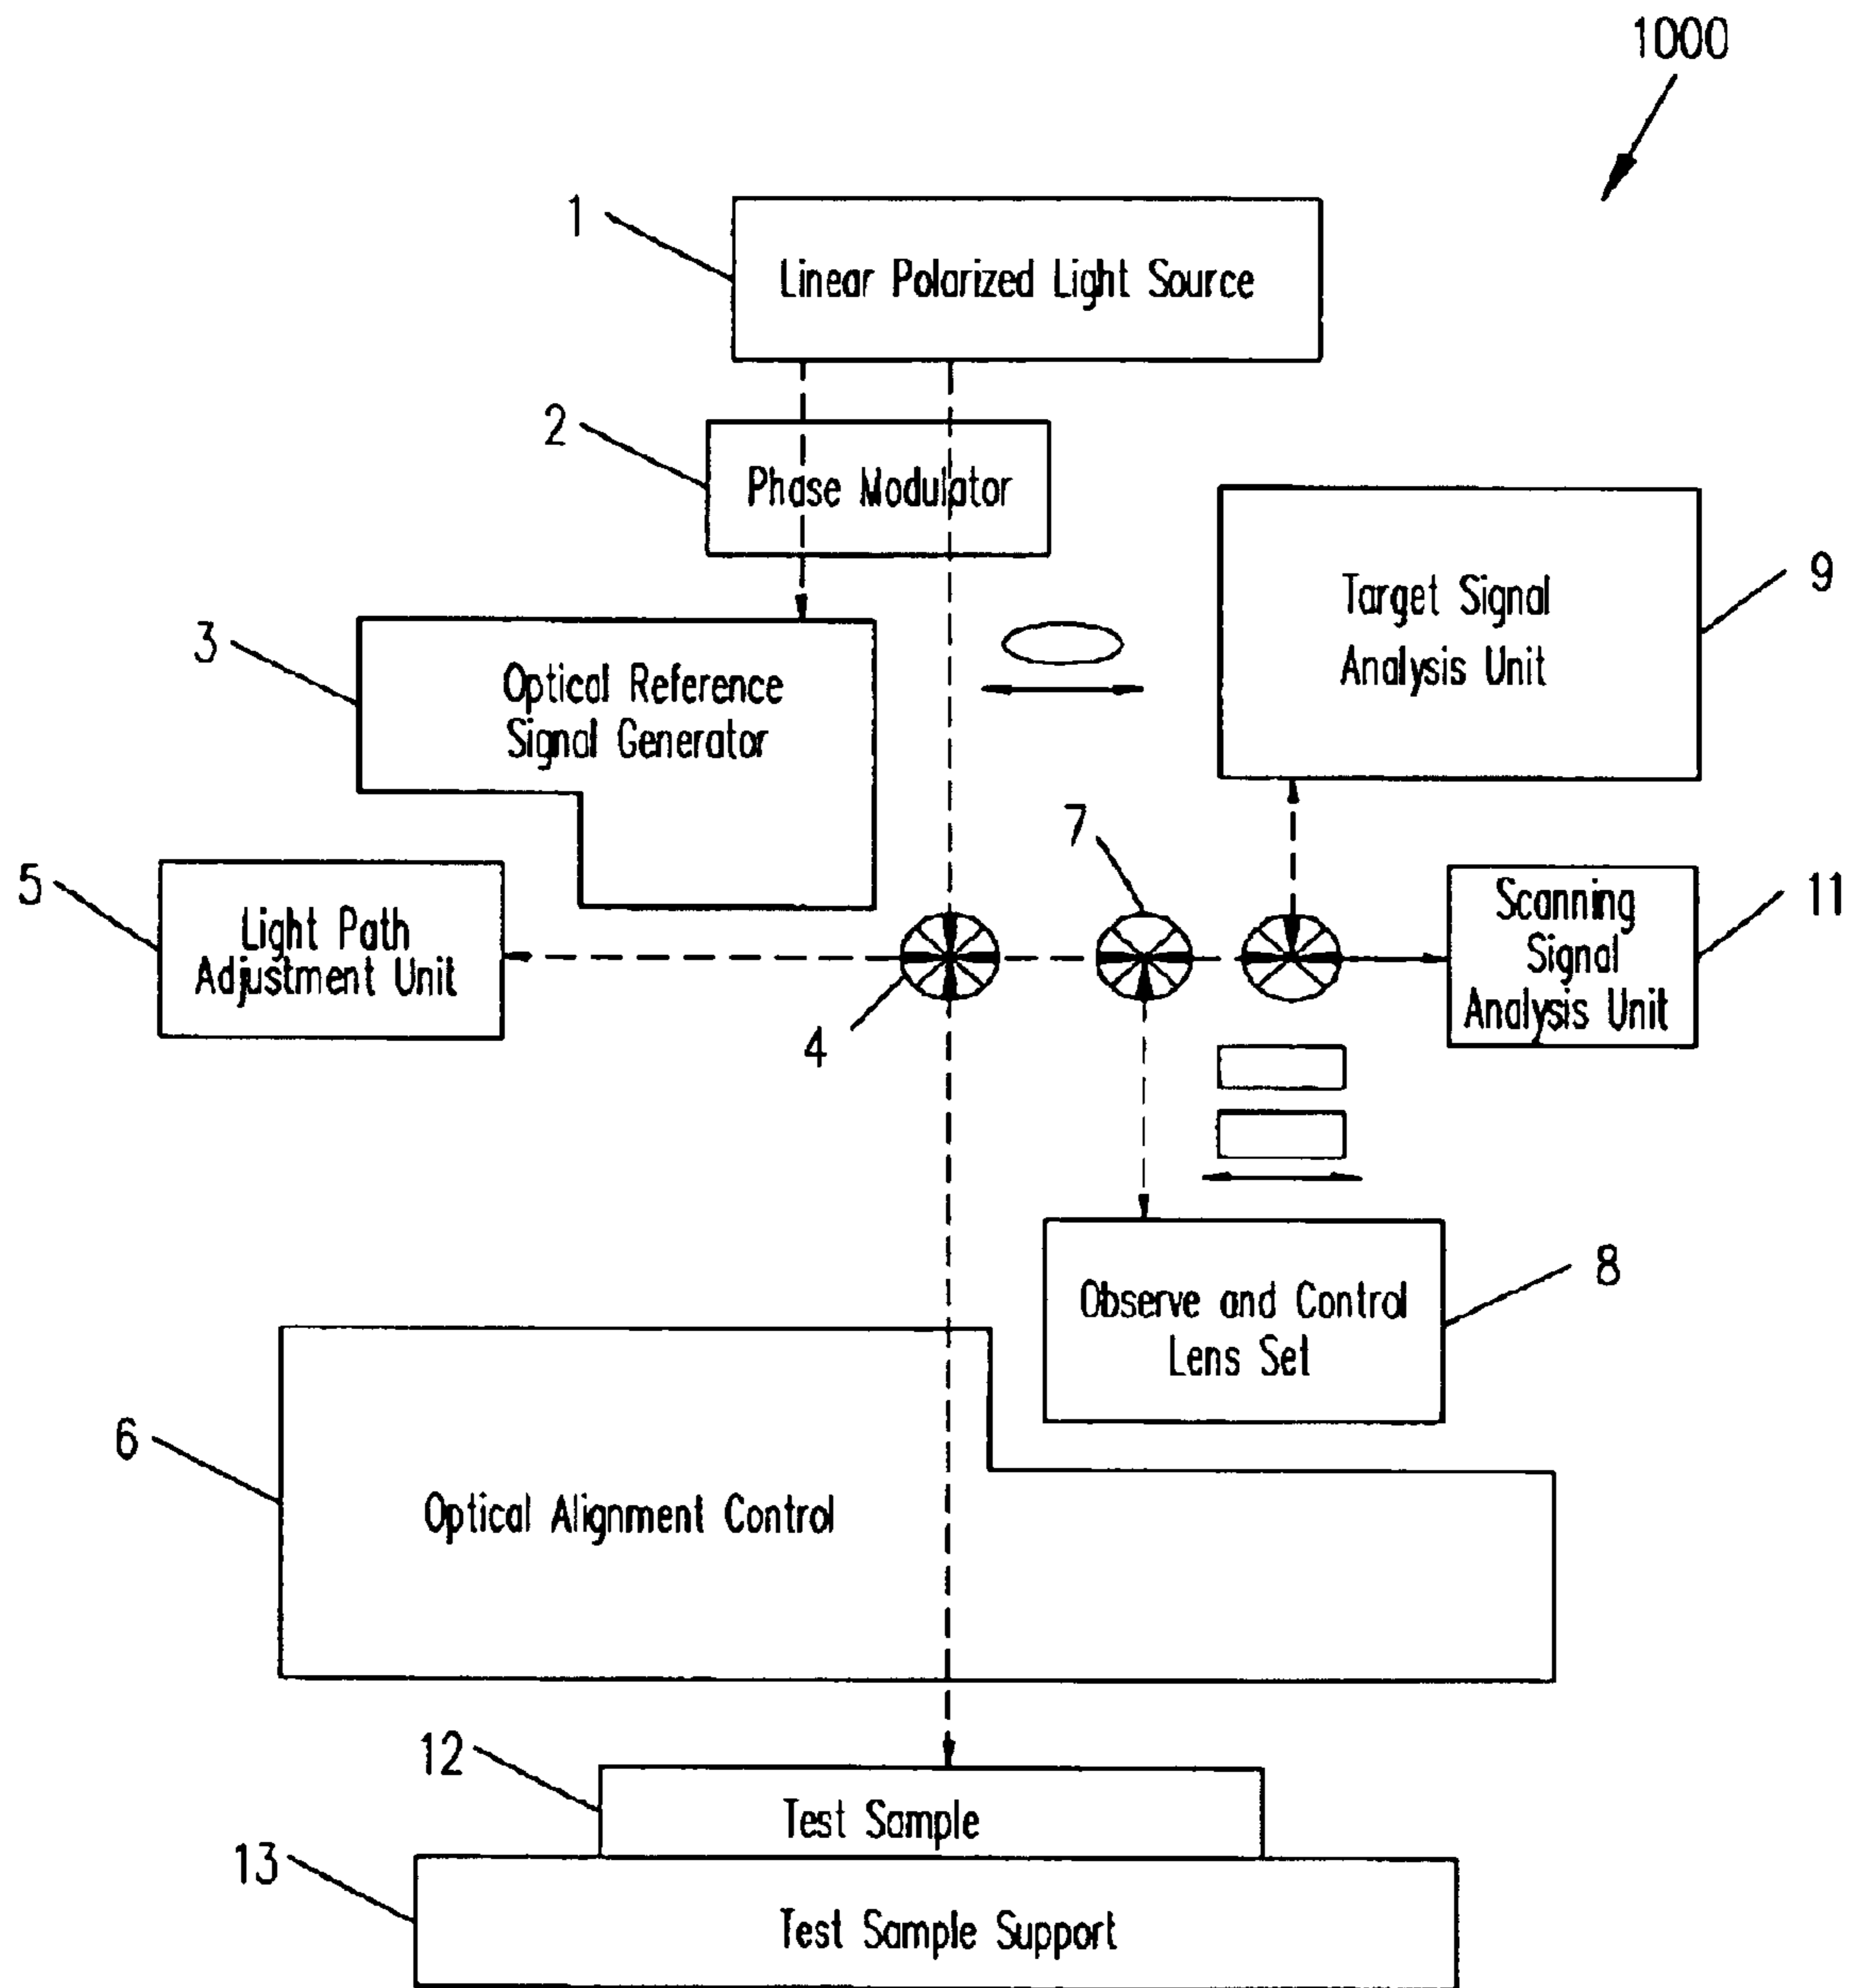 1000
1
Linear Polarized Light Source
2
Phase Modulator
3
Optical Reference
Signal Generator
Target Signal
Analysis Unit
9
5
Light Path
Adjustment Unit
4
7
Scanning
Signal
Analysis Unit
11
Observe and Control
Lens Set
8
6
Optical Alignment Control
12
Test Sample
13
Test Sample Support